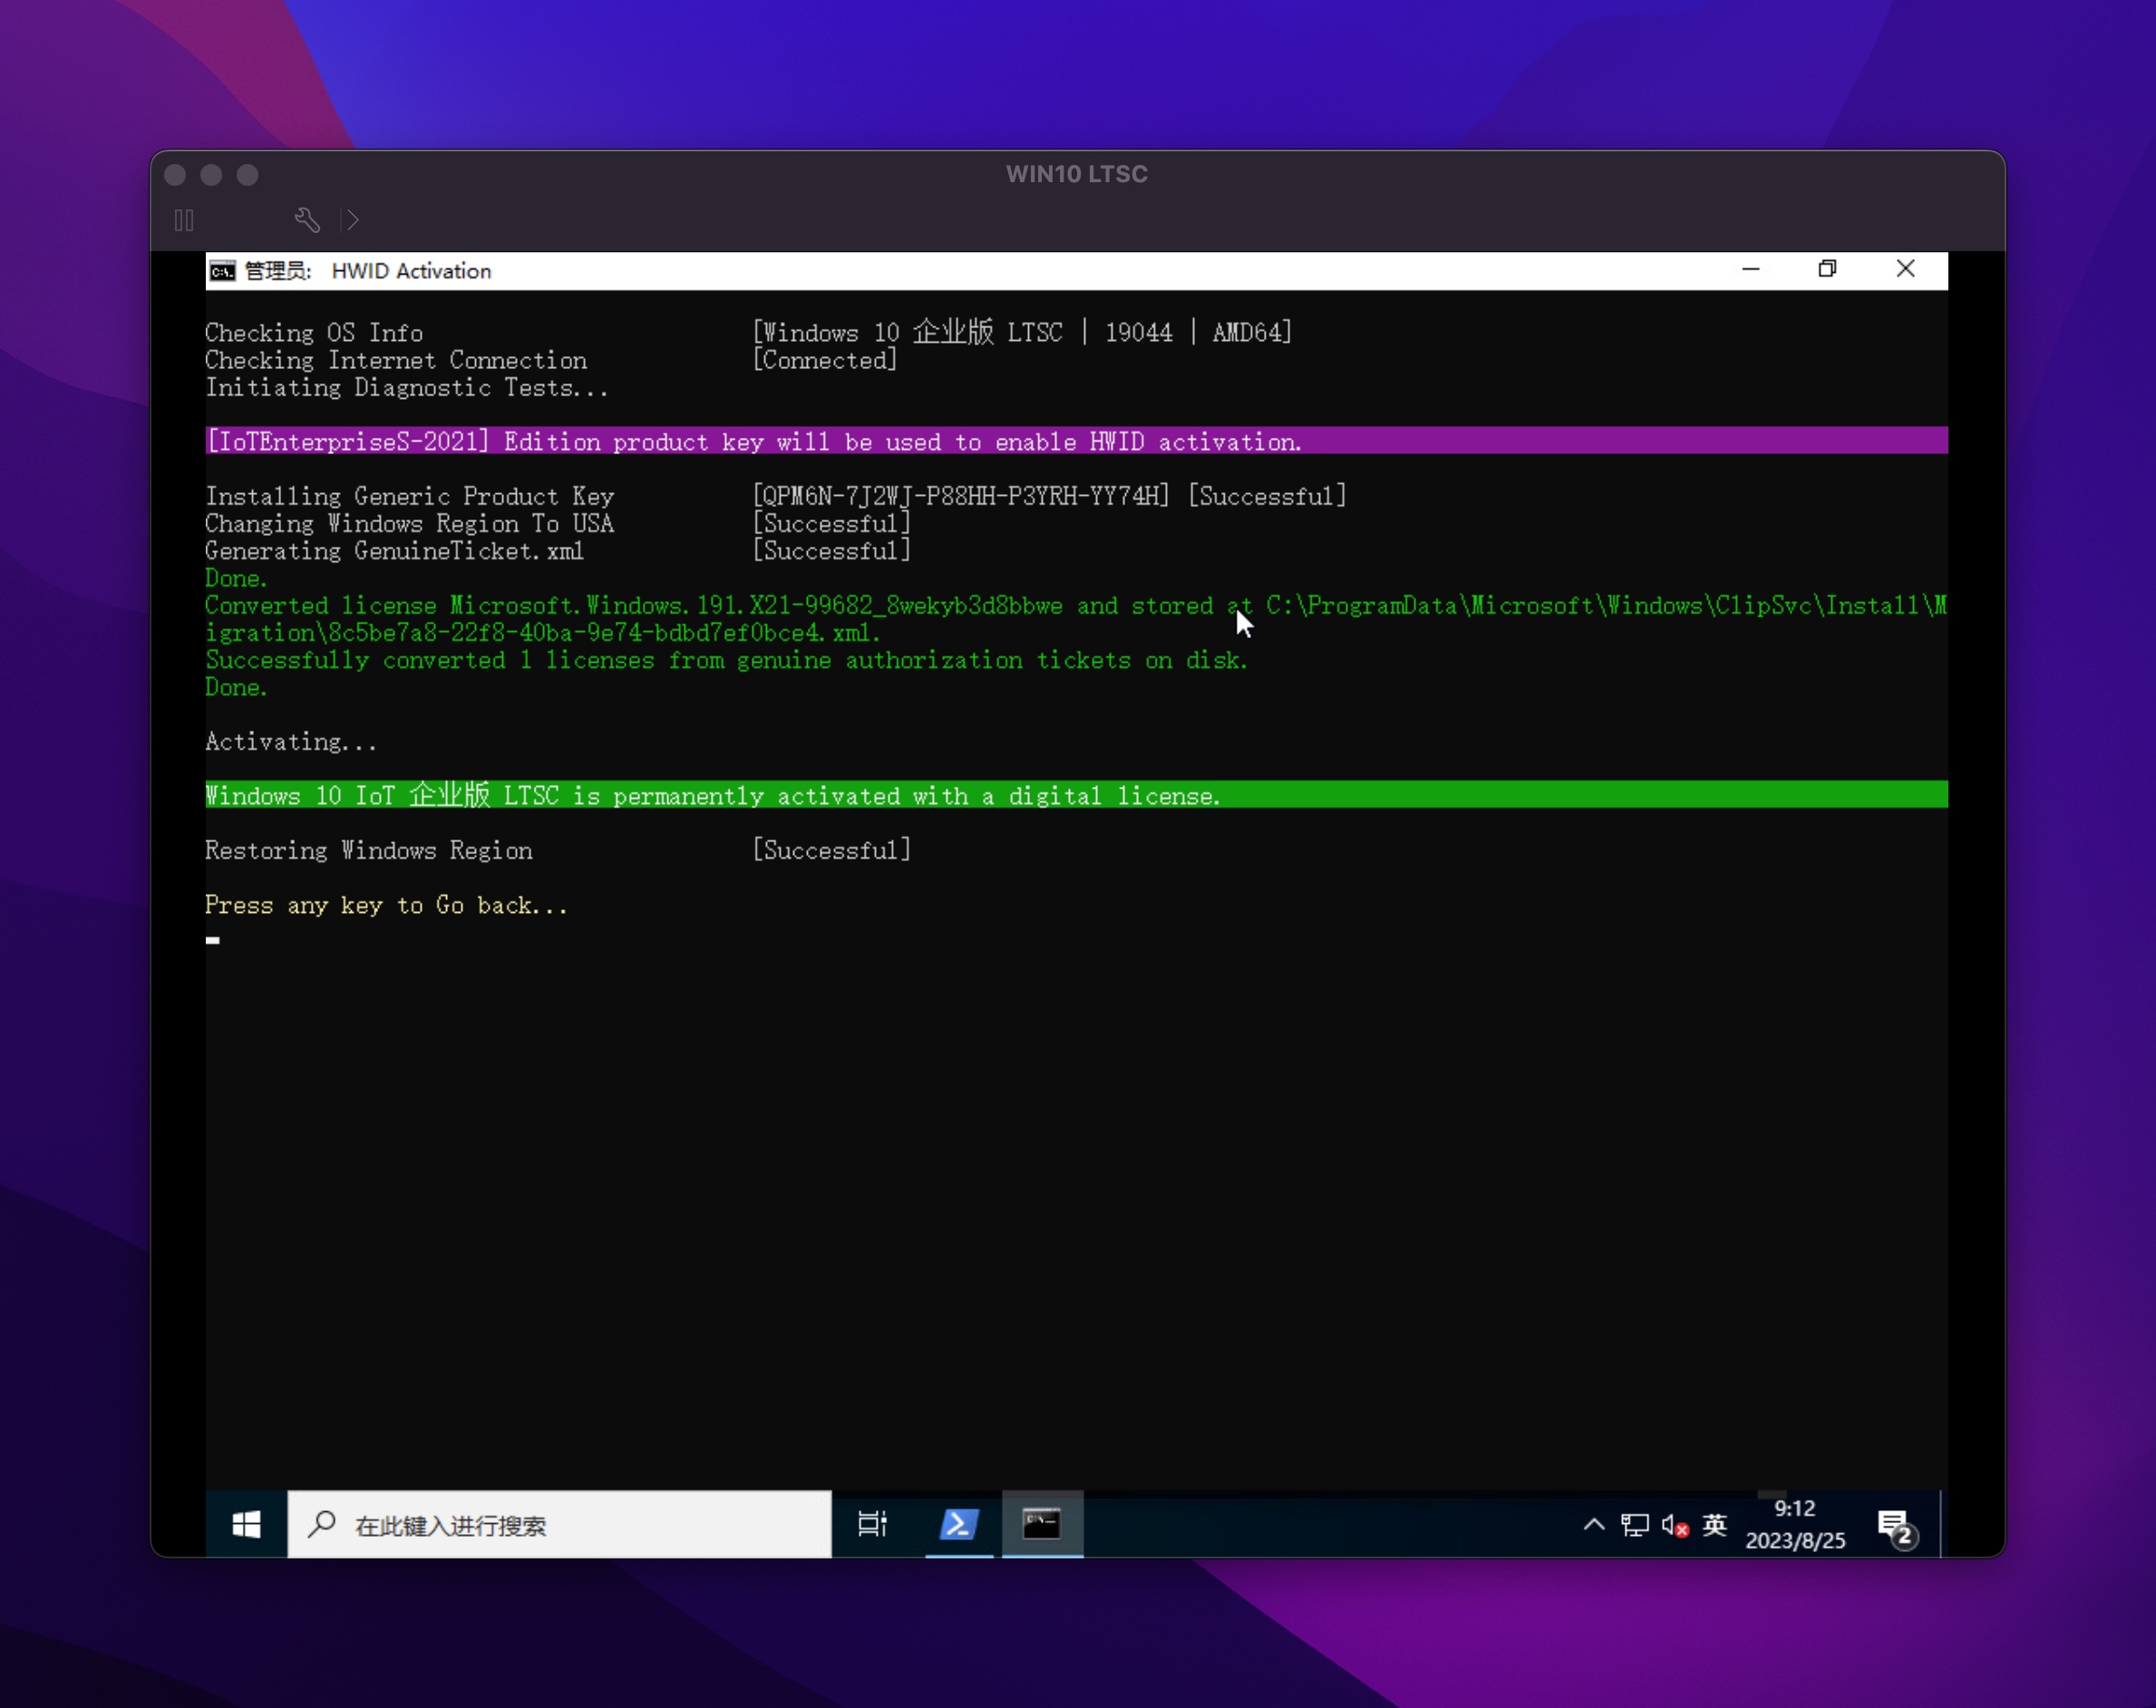 WIN10 LTSC
管理员: HWID Activation
Checking OS Info [Windows 10 企业版 LTSC | 19044 | AMD64]
Checking Internet Connection [Connected]
Initiating Diagnostic Tests...
[IoTEnterpriseS-2021] Edition product key will be used to enable HWID activation.
Installing Generic Product Key [QPM6N-7J2WJ-P88HH-P3YRH-YY74H] [Successful]
Changing Windows Region To USA [Successful]
Generating GenuineTicket.xml [Successful]
Done.
Converted license Microsoft.Windows.191.X21-99682_8wekyb3d8bbwe and stored at C:\ProgramData\Microsoft\Windows\ClipSvc\Install\M
igration\8c5be7a8-22f8-40ba-9e74-bdbd7ef0bce4.xml.
Successfully converted 1 licenses from genuine authorization tickets on disk.
Done.
Activating...
Windows 10 IoT 企业版 LTSC is permanently activated with a digital license.
Restoring Windows Region [Successful]
Press any key to Go back...
在此键入进行搜索
英
9:12
2023/8/25
2